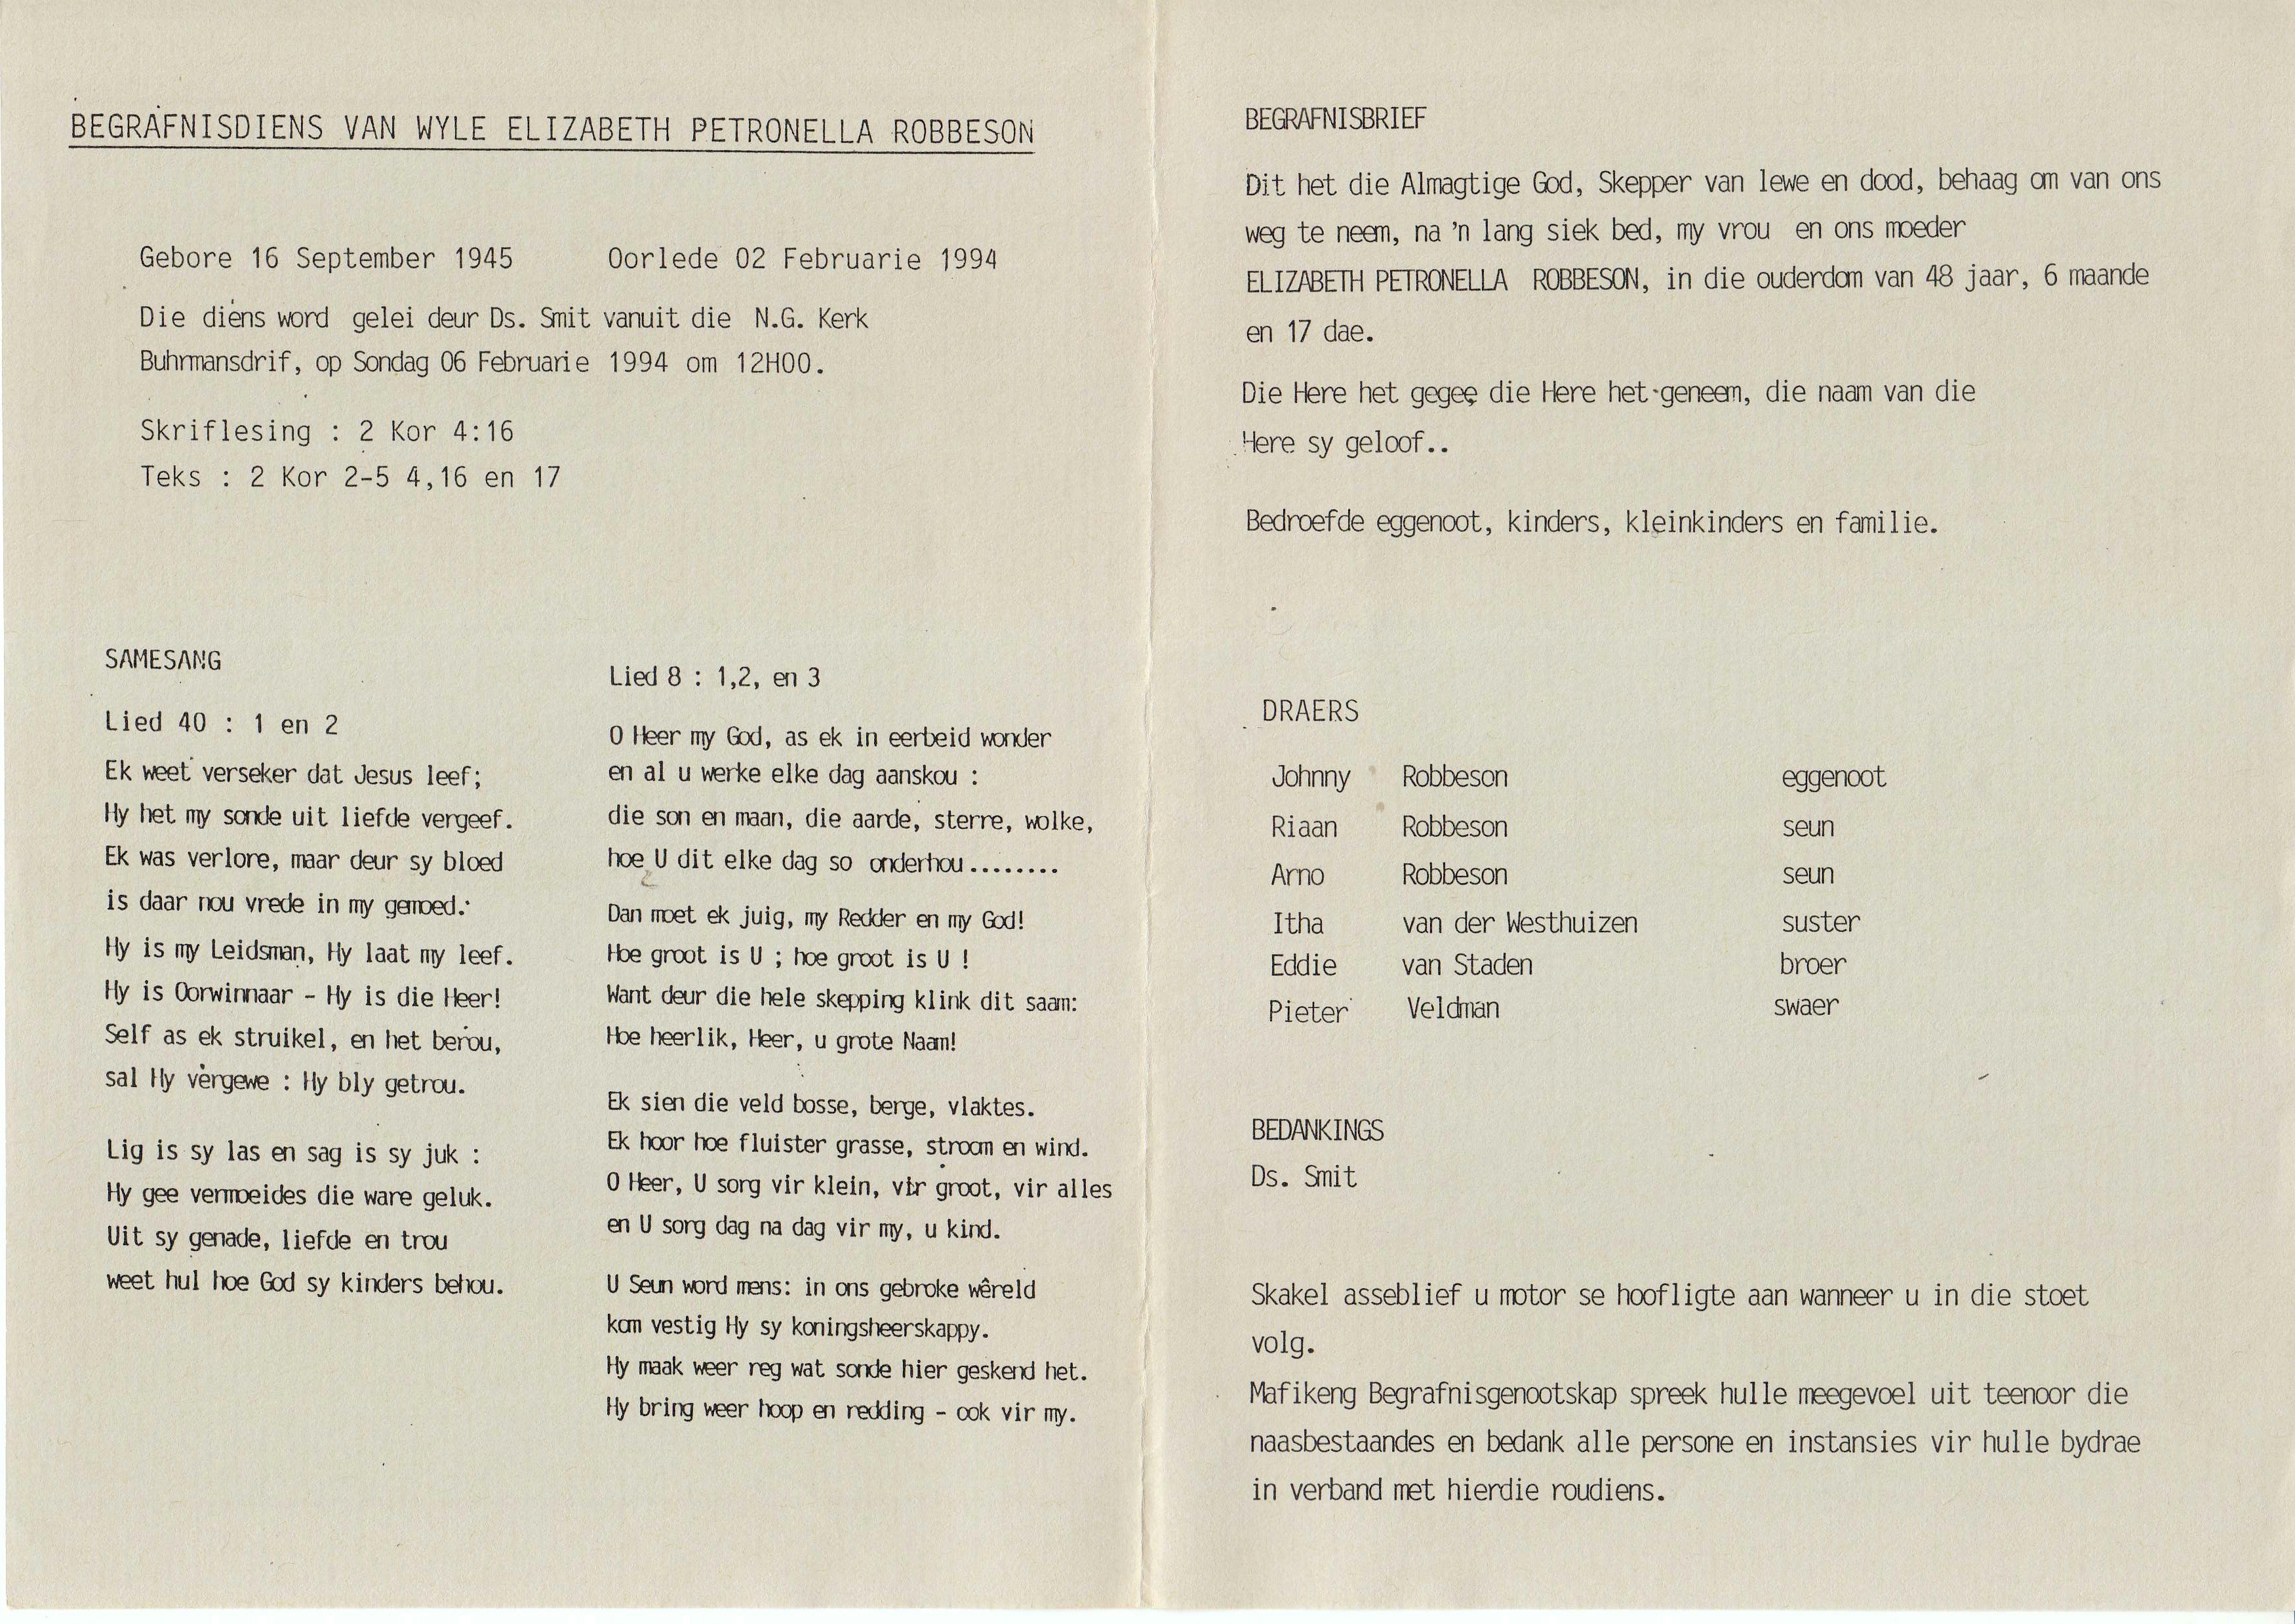 BEGRAFNISDIENS VAN WYLE ELIZABETH PETRONELLA ROBBESON
Gebore 16 September 1945 Oorlede 02 Februarie 1994
Die diens word gelei deur Ds. Smit vanuit die N.G. Kerk
Buhrmansdrif, op Sondag 06 Februarie 1994 om 12H00.
Skriflesing : 2 Kor 4:16
Teks : 2 Kor 2-5 4,16 en 17
SAMESANG
Lied 40 : 1 en 2
Ek weet verseker dat Jesus leef;
Hy het my sonde uit liefde vergeef.
Ek was verlore, maar deur sy bloed
is daar nou vrede in my gemoed.
Hy is my Leidsman, Hy laat my leef.
Hy is Oorwinnaar - Hy is die Heer!
Self as ek struikel, en het berou,
sal Hy vergewe : Hy bly getrou.
Lig is sy las en sag is sy juk :
Hy gee vermoeides die ware geluk.
Uit sy genade, liefde en trou
weet hul hoe God sy kinders behou.
Lied 8 : 1,2, en 3
O Heer my God, as ek in eerbeid wonder
en al u werke elke dag aanskou :
die son en maan, die aarde, sterre, wolke,
hoe U dit elke dag so onderhou........
Dan moet ek juig, my Redder en my God!
Hoe groot is U ; hoe groot is U !
Want deur die hele skepping klink dit saam:
Hoe heerlik, Heer, u grote Naam!
Ek sien die veld bosse, berge, vlaktes.
Ek hoor hoe fluister grasse, stroom en wind.
O Heer, U sorg vir klein, vir groot, vir alles
en U sorg dag na dag vir my, u kind.
U Seun word mens: in ons gebroke wêreld
kom vestig Hy sy koningsheerskappy.
Hy maak weer reg wat sonde hier geskend het.
Hy bring weer hoop en redding - ook vir my.
BEGRAFNISBRIEF
Dit het die Almagtige God, Skepper van lewe en dood, behaag om van ons
weg te neem, na 'n lang siek bed, my vrou en ons moeder
ELIZABETH PETRONELLA ROBBESON, in die ouderdom van 48 jaar, 6 maande
en 17 dae.
Die Here het gegee die Here het geneem, die naam van die
Here sy geloof..
Bedroefde eggenoot, kinders, kleinkinders en familie.
DRAERS
Johnny Robbeson eggenoot
Riaan Robbeson seun
Arno Robbeson seun
Itha van der Westhuizen suster
Eddie van Staden broer
Pieter Veldman swaer
BEDANKINGS
Ds. Smit
Skakel asseblief u motor se hoofligte aan wanneer u in die stoet
volg.
Mafikeng Begrafnisgenootskap spreek hulle meegevoel uit teenoor die
naasbestaandes en bedank alle persone en instansies vir hulle bydrae
in verband met hierdie roudiens.